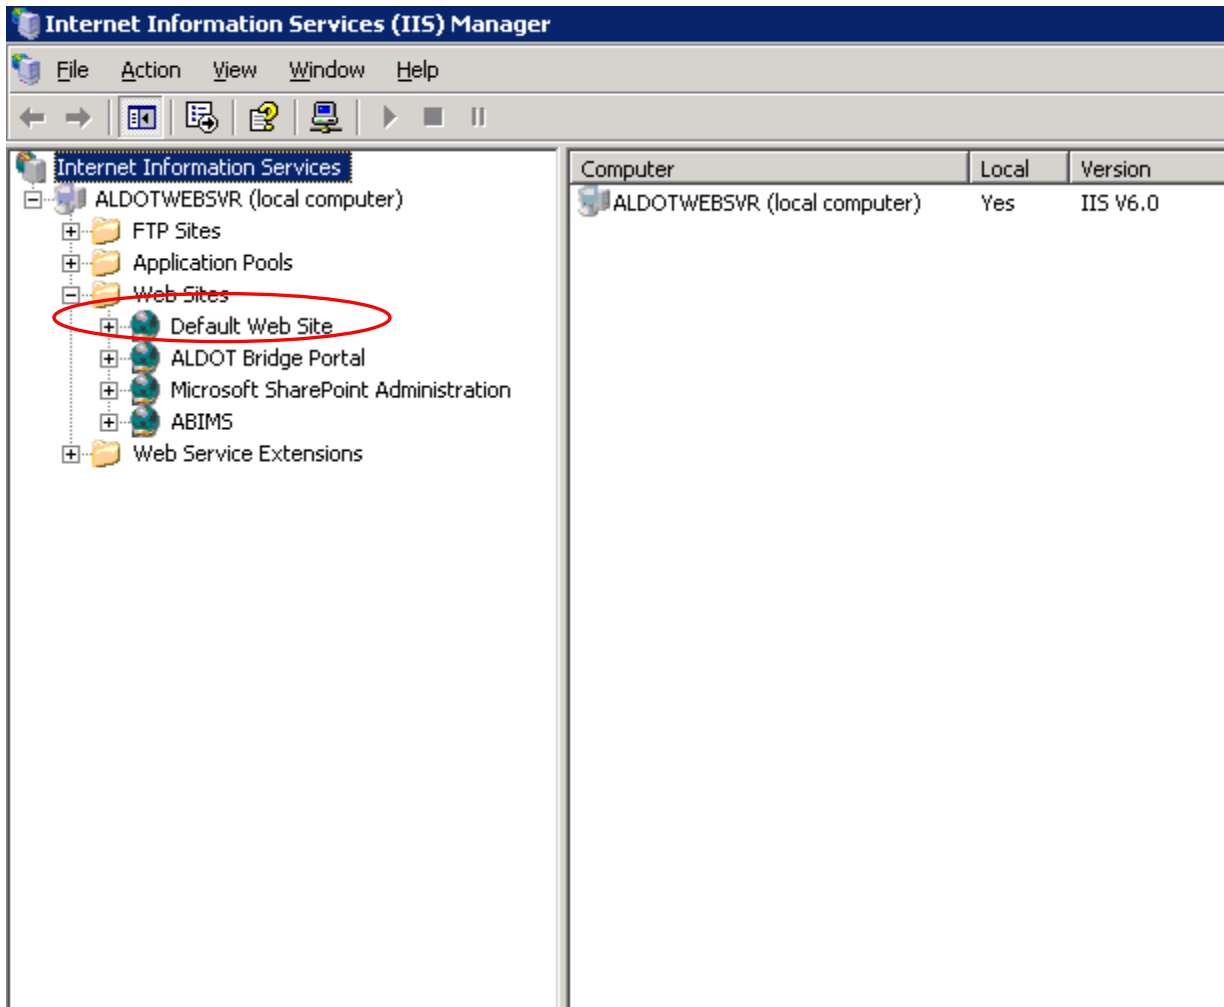 Internet Information Services (IIS) Manager
File Action View Window Help
Internet Information Services
ALDOTWEBSVR (local computer)
FTP Sites
Application Pools
Web Sites
Default Web Site
ALDOT Bridge Portal
Microsoft SharePoint Administration
ABIMS
Web Service Extensions
Computer Local Version
ALDOTWEBSVR (local computer) Yes IIS V6.0